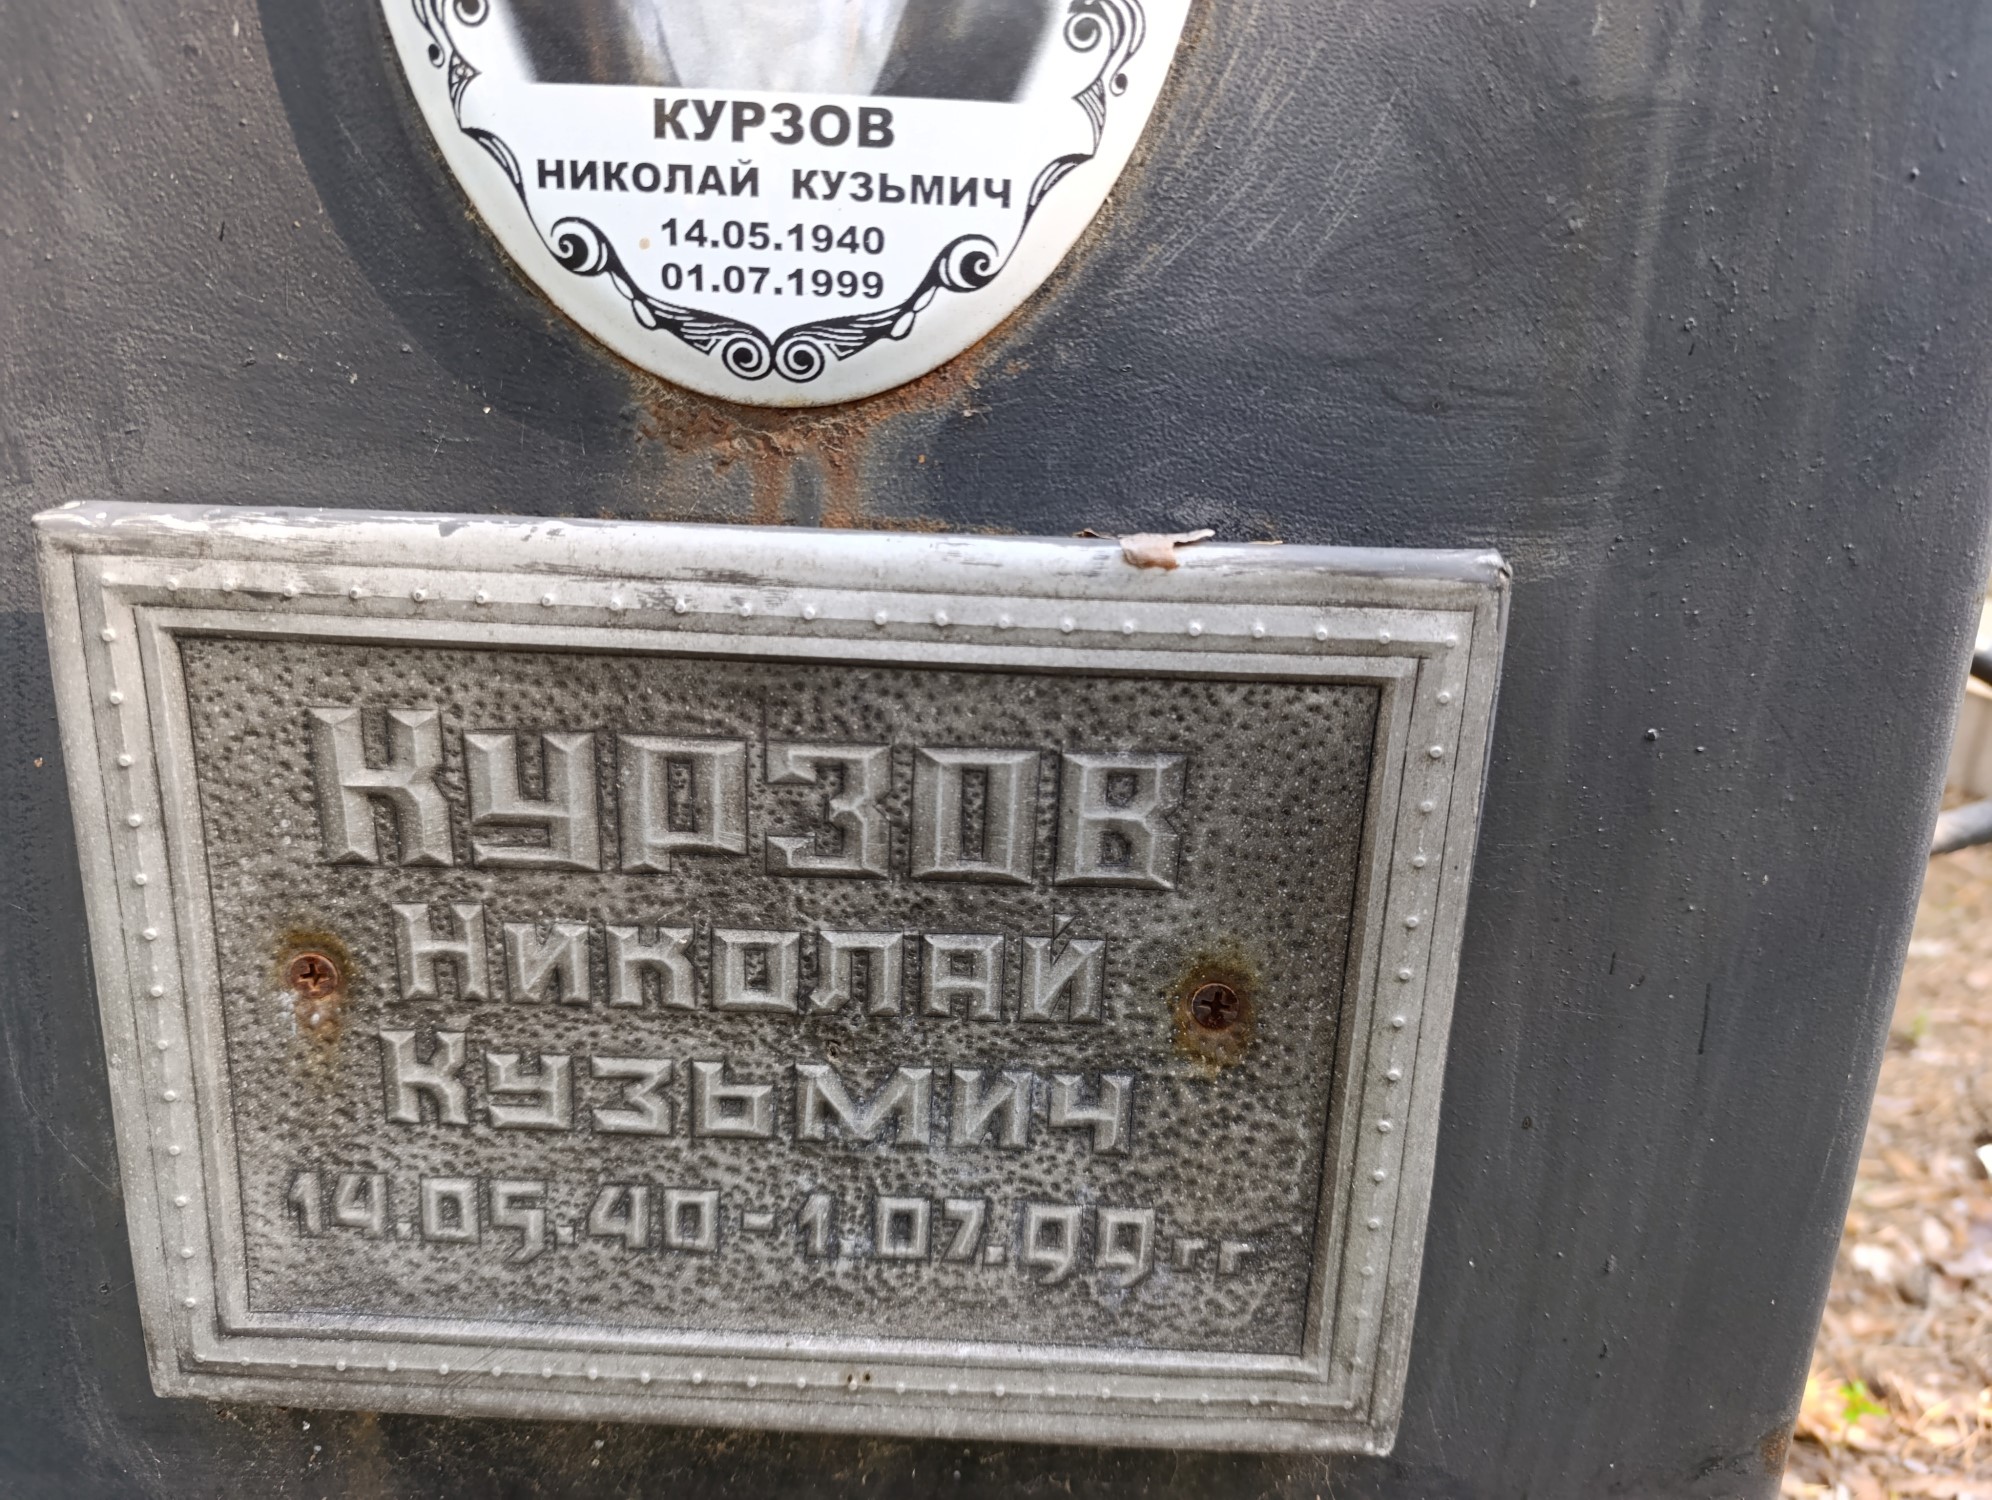 КУРЗОВ
НИКОЛАЙ КУЗЬМИЧ
14.05.1940
01.07.1999
Курзов
Николай
Кузьмич
14.05.40-1.07.99гг